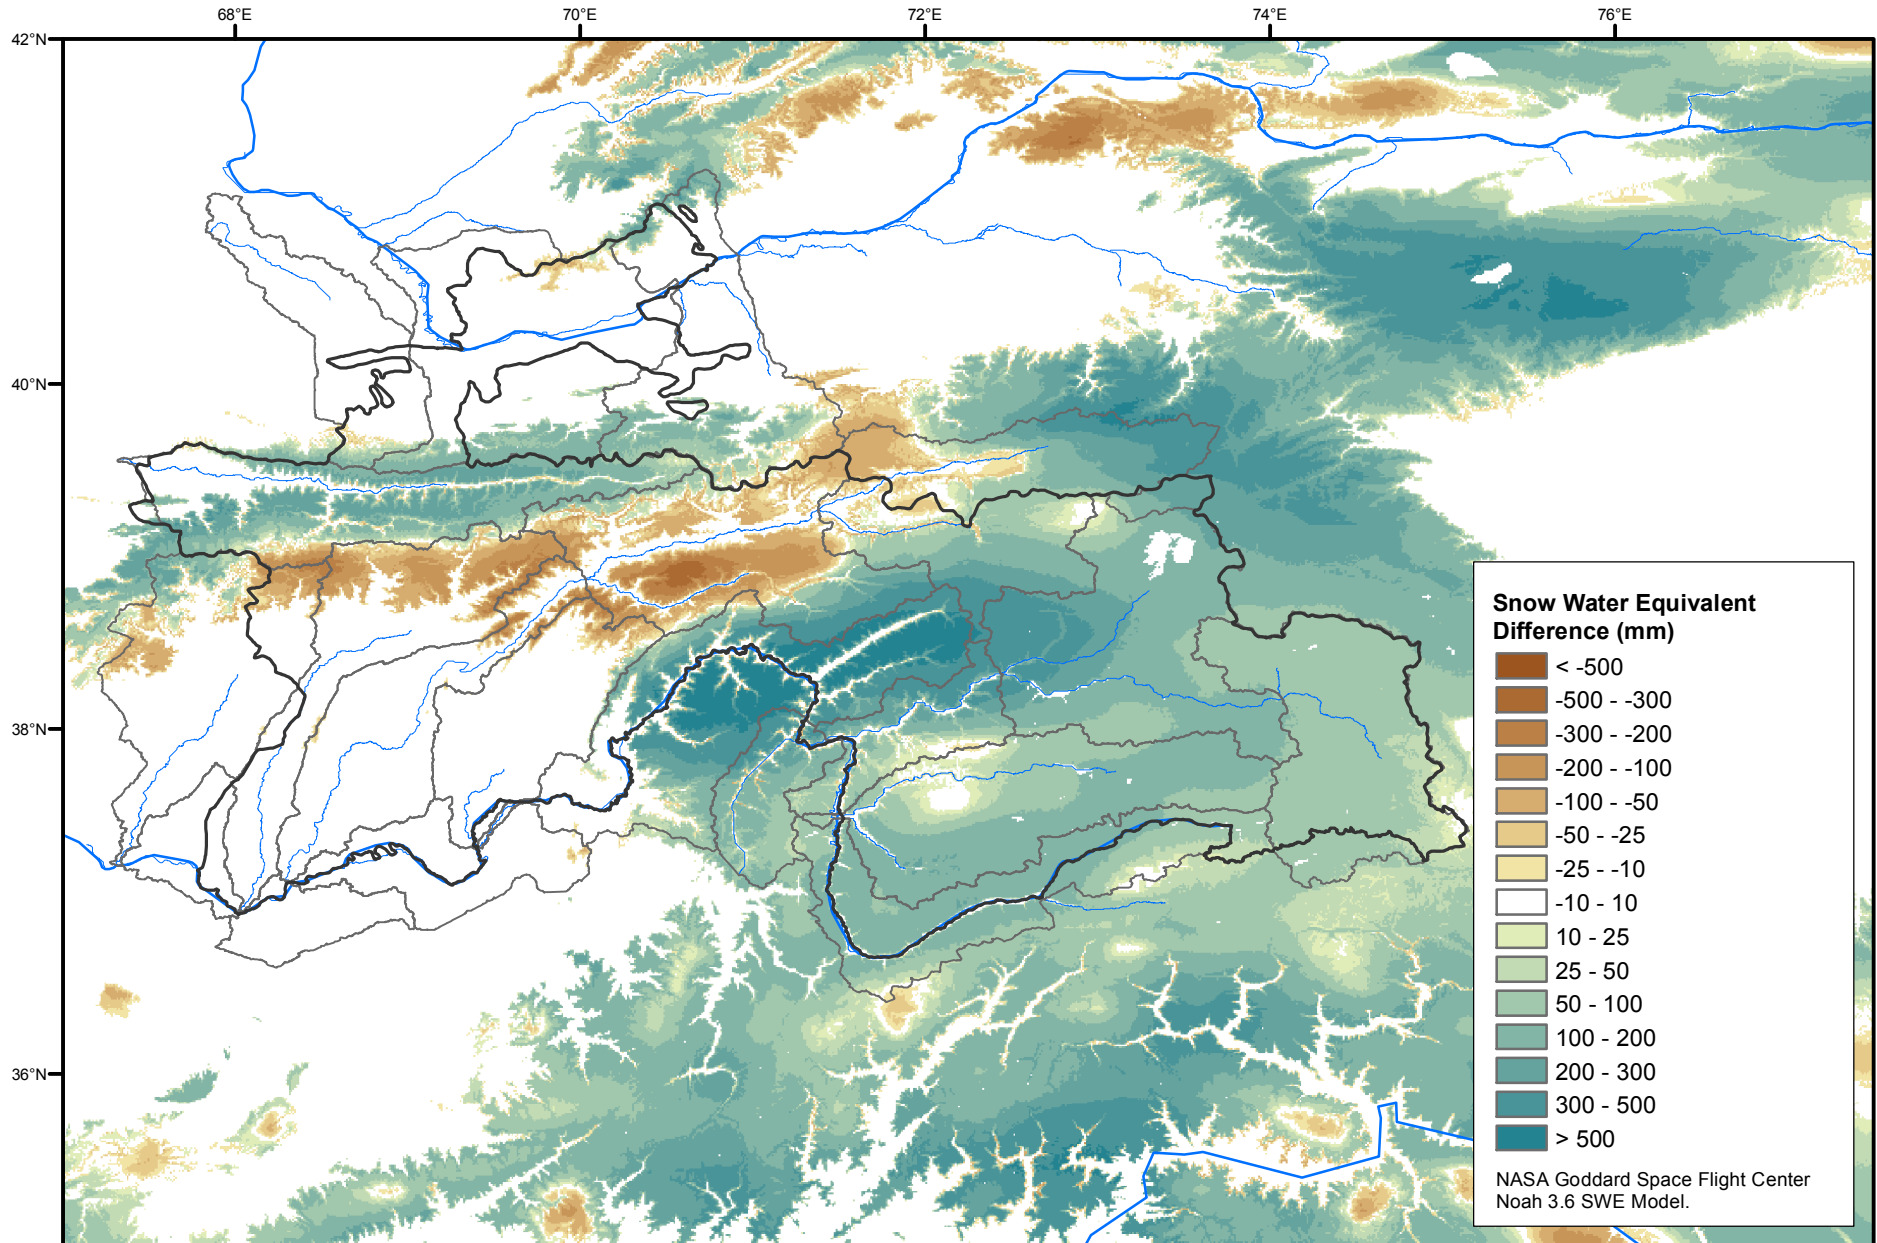 68°E 70°E 72°E 74°E 76°E
42°N
40°N
38°N
36°N
Snow Water Equivalent
Difference (mm)
< -500
-500 - -300
-300 - -200
-200 - -100
-100 - -50
-50 - -25
-25 - -10
-10 - 10
10 - 25
25 - 50
50 - 100
100 - 200
200 - 300
300 - 500
> 500
NASA Goddard Space Flight Center
Noah 3.6 SWE Model.